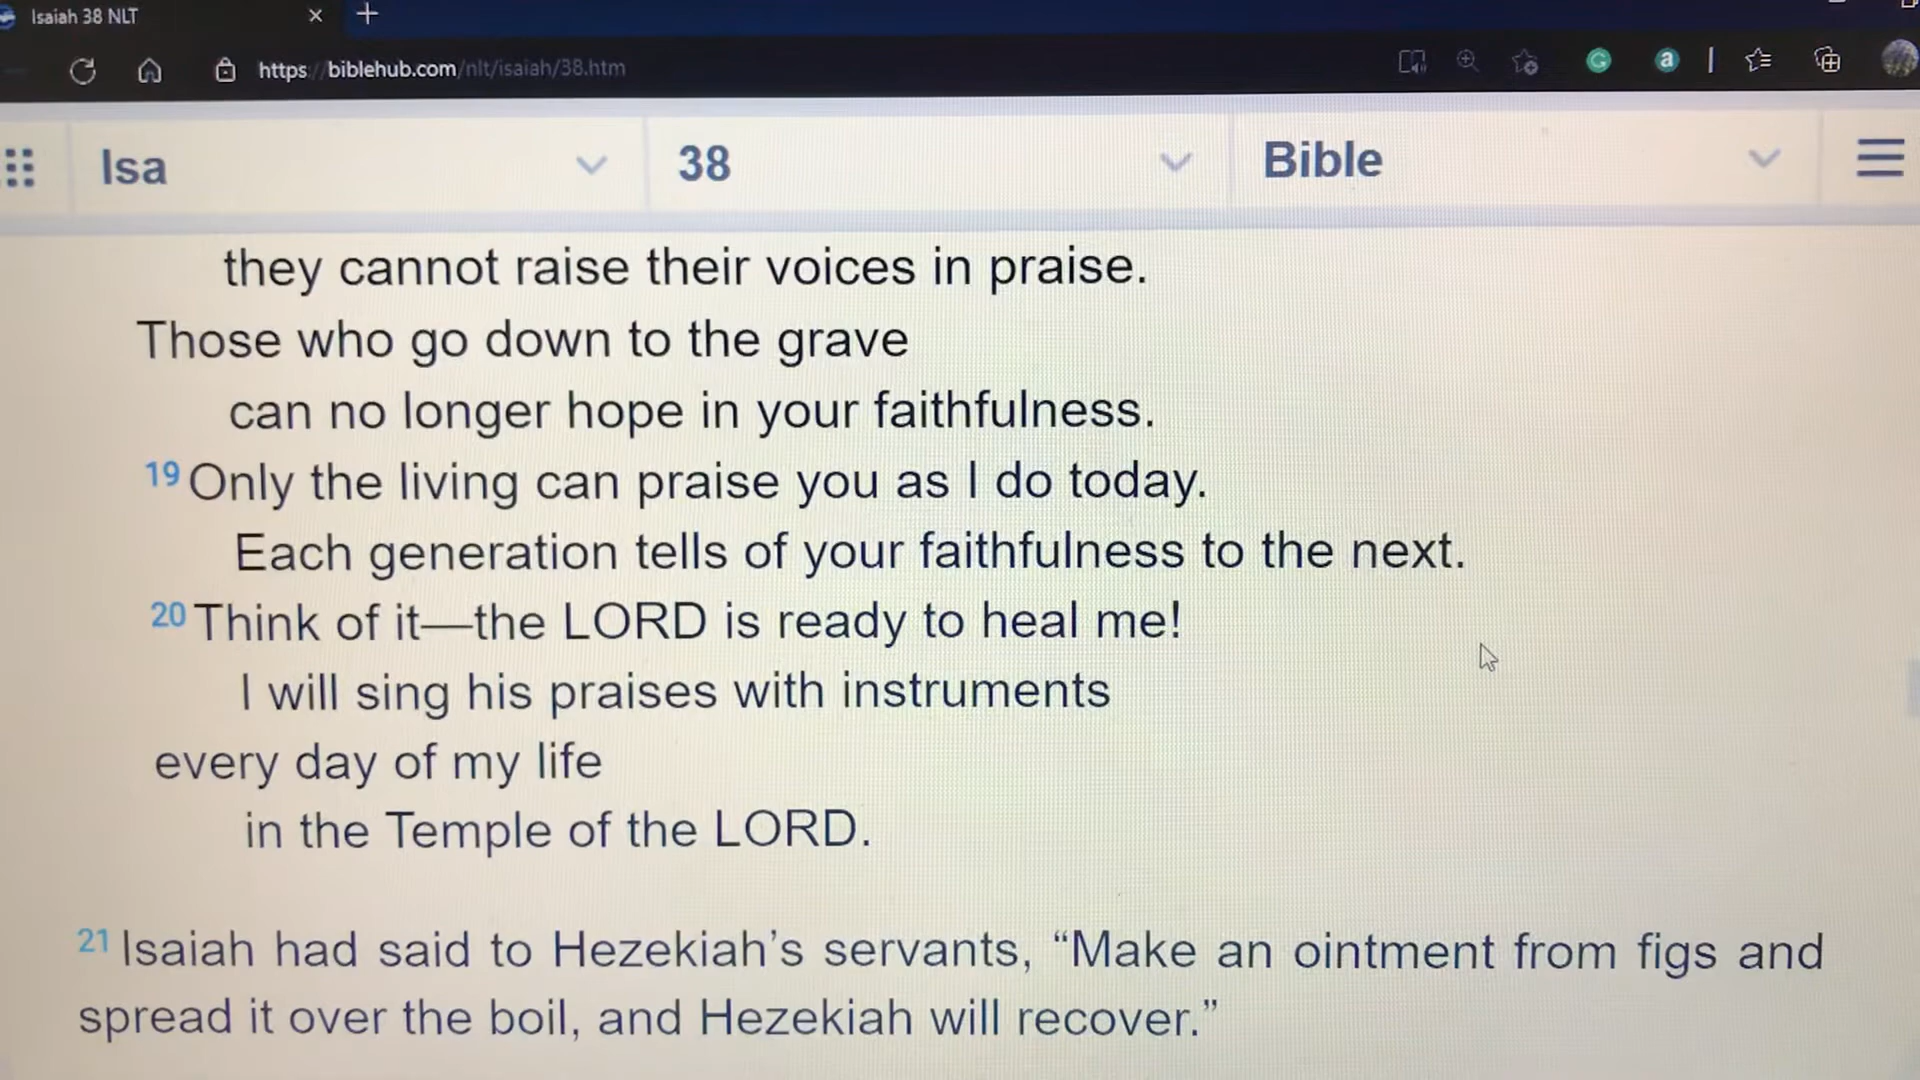 Isaiah 38 NLT
https://biblehub.com/nlt/isaiah/38.htm
Isa
38
Bible
they cannot raise their voices in praise.
Those who go down to the grave
can no longer hope in your faithfulness.
19 Only the living can praise you as I do today.
Each generation tells of your faithfulness to the next.
20 Think of it—the LORD is ready to heal me!
I will sing his praises with instruments
every day of my life
in the Temple of the LORD.
21 Isaiah had said to Hezekiah’s servants, “Make an ointment from figs and
spread it over the boil, and Hezekiah will recover.”